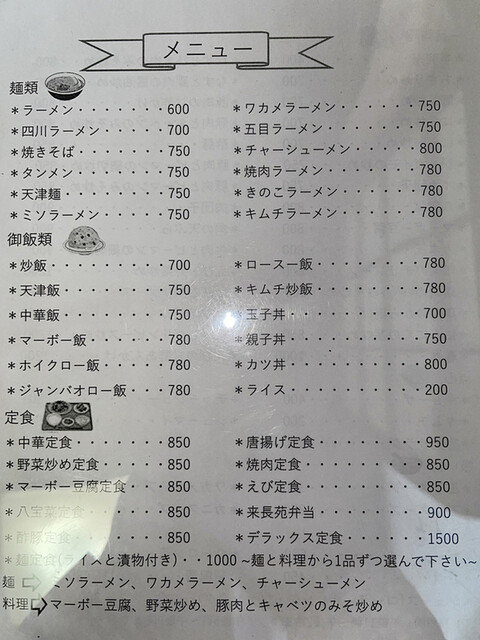 メニュー
麺類
＊ラーメン・・・・・・600
＊四川ラーメン・・・・・700
＊焼きそば・・・・・・750
＊タンメン・・・・・・750
＊天津麺・・・・・・・750
＊ミソラーメン・・・・・750
＊ワカメラーメン・・・・・・・750
＊五目ラーメン・・・・・・・750
＊チャーシューメン・・・・・・800
＊焼肉ラーメン・・・・・・・780
＊きのこラーメン・・・・・・780
＊キムチラーメン・・・・・・780
御飯類
＊炒飯・・・・・・・・700
＊天津飯・・・・・・・750
＊中華飯・・・・・・・750
＊マーボー飯・・・・・780
＊ホイクロー飯・・・・780
＊ジャンバオロー飯・・・780
＊ロースー飯・・・・・・・・780
＊キムチ炒飯・・・・・・・・780
＊玉子丼・・・・・・・・・・700
＊親子丼・・・・・・・・・・750
＊カツ丼・・・・・・・・・・800
＊ライス・・・・・・・・・・200
定食
＊中華定食・・・・・・・850
＊野菜炒め定食・・・・・850
＊マーボー豆腐定食・・・850
＊八宝菜定食・・・・・・850
＊酢豚定食・・・・・・・850
＊唐揚げ定食・・・・・・・・950
＊焼肉定食・・・・・・・・・850
＊えび定食・・・・・・・・・850
＊来長苑弁当・・・・・・・・900
＊デラックス定食・・・・・・1500
＊麺定食(ライスと漬物付き)・・1000 ~麺と料理から1品ずつ選んで下さい~
麺 ⇨ ミソラーメン、ワカメラーメン、チャーシューメン
料理⇨マーボー豆腐、野菜炒め、豚肉とキャベツのみそ炒め